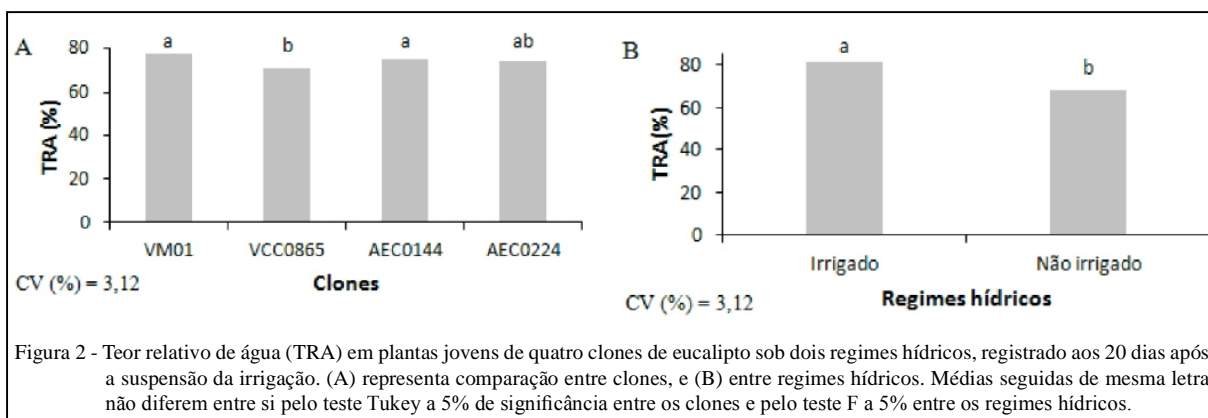 A
a
b
a
ab
80
60
40
20
0
TRA (%)
VM01 VCC0865 AEC0144 AEC0224
CV (%) = 3,12
Clones
B
a
b
80
60
40
20
0
TRA(%)
Irrigado Não irrigado
CV (%) = 3,12
Regimes hídricos
Figura 2 - Teor relativo de água (TRA) em plantas jovens de quatro clones de eucalipto sob dois regimes hídricos, registrado aos 20 dias após
a suspensão da irrigação. (A) representa comparação entre clones, e (B) entre regimes hídricos. Médias seguidas de mesma letra
não diferem entre si pelo teste Tukey a 5% de significância entre os clones e pelo teste F a 5% entre os regimes hídricos.